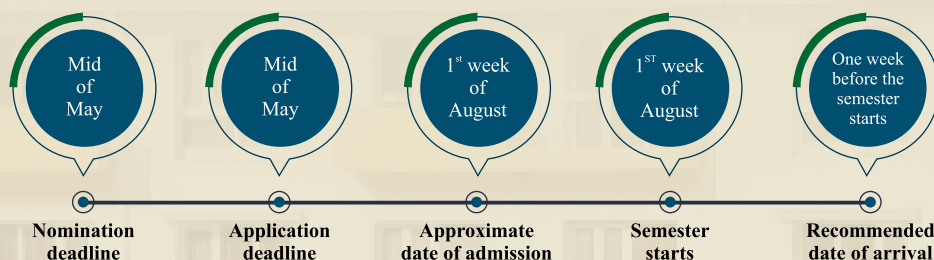 Mid
of
May
Mid
of
May
1st week
of
August
1ST week
of
August
One week
before the
semester
starts
Nomination
deadline
Application
deadline
Approximate
date of admission
Semester
starts
Recommended
date of arrival